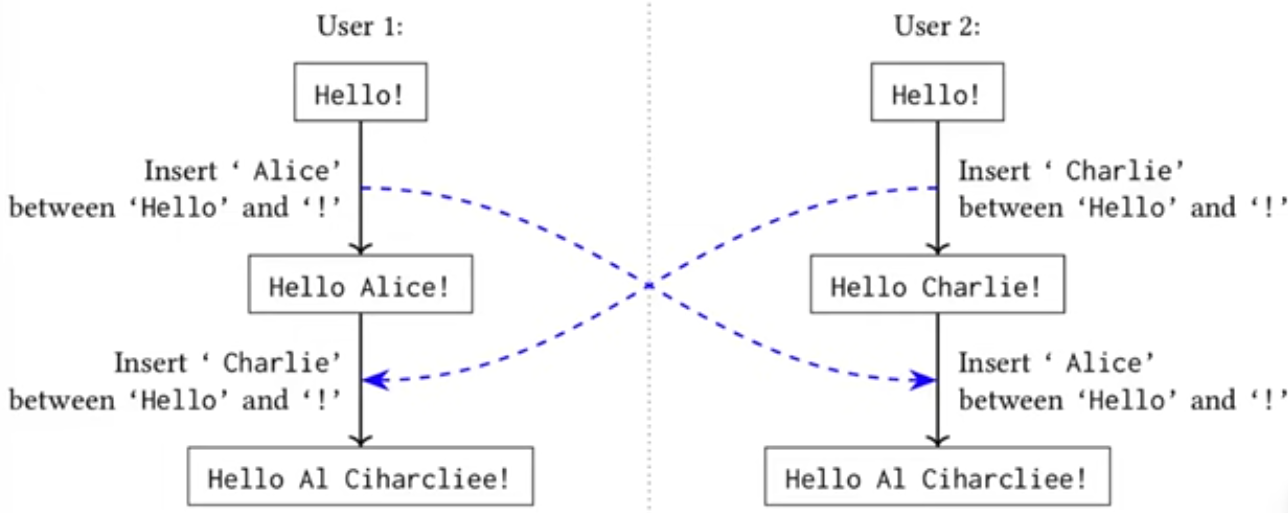 User 1:
Hello!
Insert ‘ Alice’
between ‘Hello’ and ‘!’
Hello Alice!
Insert ‘ Charlie’
between ‘Hello’ and ‘!’
Hello Al Ciharcliee!
User 2:
Hello!
Insert ‘ Charlie’
between ‘Hello’ and ‘!’
Hello Charlie!
Insert ‘ Alice’
between ‘Hello’ and ‘!’
Hello Al Ciharcliee!